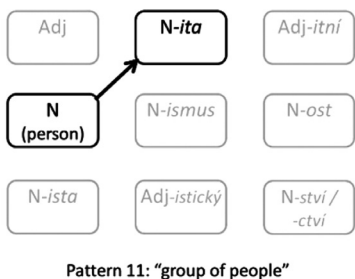 Adj
N-ita
Adj-itní
N
(person)
N-ismus
N-ost
N-ista
Adj-istický
N-ství /
-ctví
Pattern 11: “group of people”